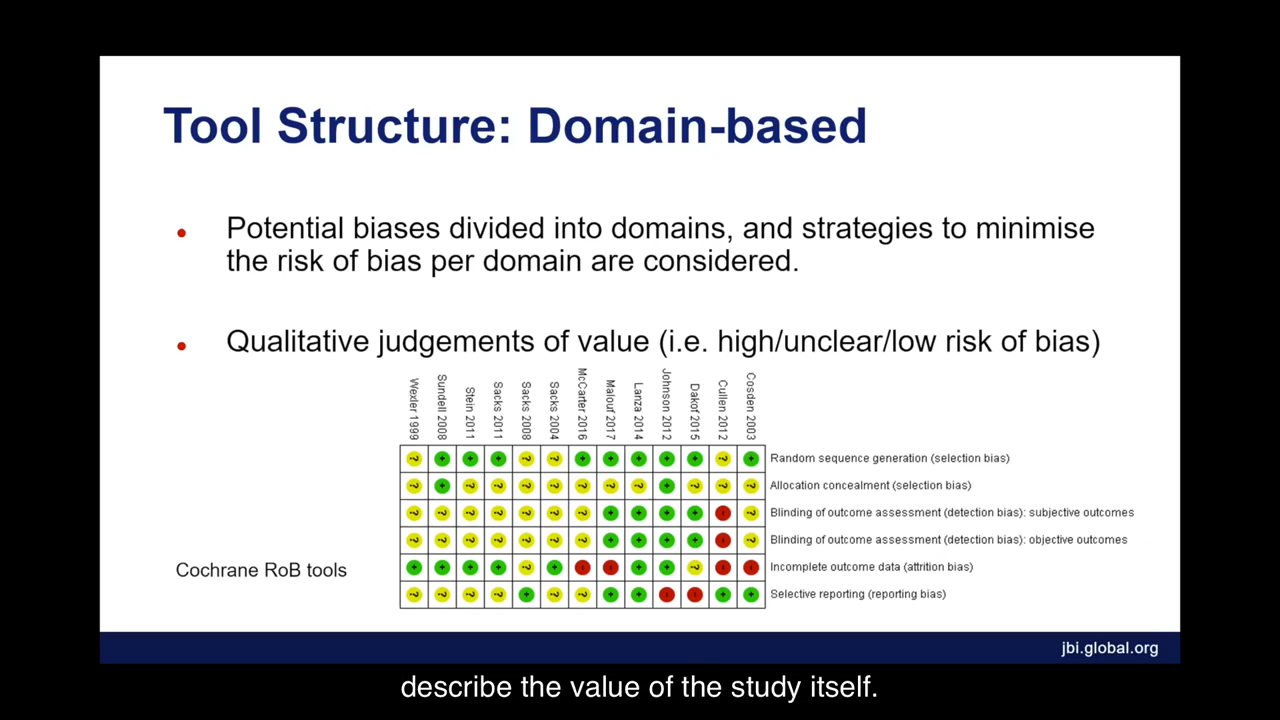 Tool Structure: Domain-based
• Potential biases divided into domains, and strategies to minimise
the risk of bias per domain are considered.
• Qualitative judgements of value (i.e. high/unclear/low risk of bias)
Wexler 1999
Sundell 2008
Stein 2011
Sacks 2011
Sacks 2008
Sacks 2004
McCarter 2016
Malouf 2017
Lanza 2014
Johnson 2012
Dakof 2015
Cullen 2012
Cosden 2003
? + + + ? ? + + + + + ? + Random sequence generation (selection bias)
? + ? ? ? ? ? ? ? + ? ? ? Allocation concealment (selection bias)
? ? ? ? ? ? ? + + + + - ? Blinding of outcome assessment (detection bias): subjective outcomes
? ? ? ? ? ? ? + + + + - ? Blinding of outcome assessment (detection bias): objective outcomes
+ + + + ? + - - + + ? - - Incomplete outcome data (attrition bias)
? ? ? ? + ? ? + + - - + + Selective reporting (reporting bias)
Cochrane RoB tools
jbi.global.org
describe the value of the study itself.